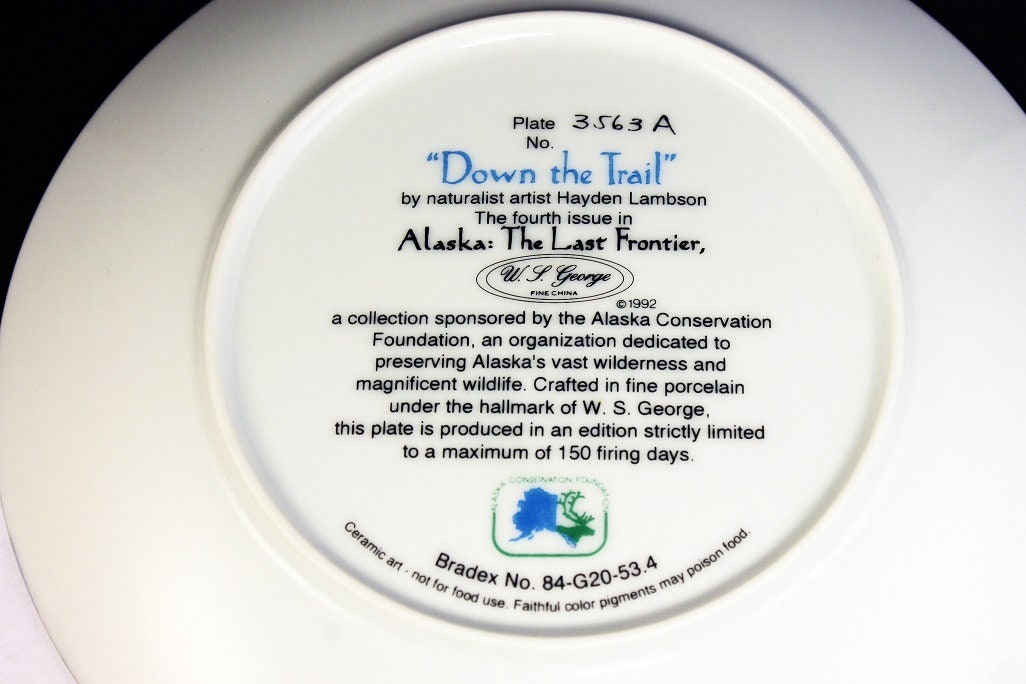 Plate 3563 A
No.
"Down the Trail"
by naturalist artist Hayden Lambson
The fourth issue in
Alaska: The Last Frontier,
W. S. George
FINE CHINA
©1992
a collection sponsored by the Alaska Conservation
Foundation, an organization dedicated to
preserving Alaska's vast wilderness and
magnificent wildlife. Crafted in fine porcelain
under the hallmark of W. S. George,
this plate is produced in an edition strictly limited
to a maximum of 150 firing days.
ALASKA CONSERVATION FOUNDATION
Bradex No. 84-G20-53.4
Ceramic art - not for food use. Faithful color pigments may poison food.